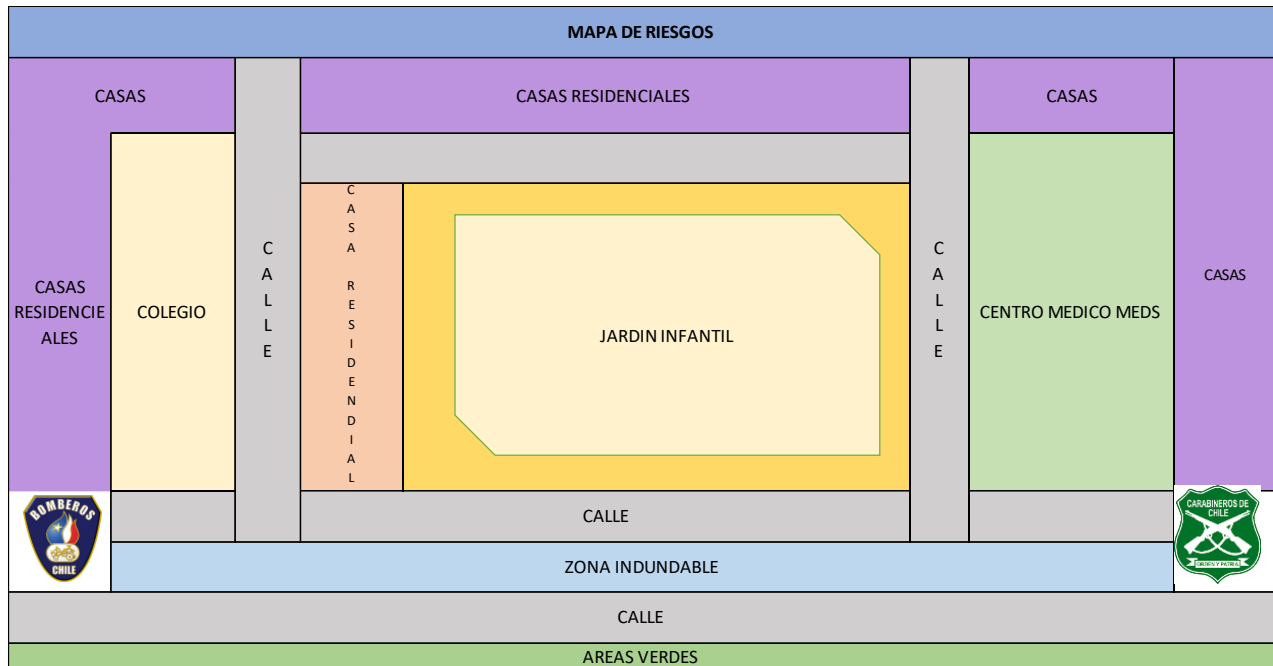 MAPA DE RIESGOS
CASAS
CASAS RESIDENCIALES
CASAS
CASAS
RESIDENCIE
ALES
COLEGIO
CALLE
CASA RESIDENDIAL
JARDIN INFANTIL
CALLE
CENTRO MEDICO MEDS
CASAS
BOMBEROS
CHILE
CALLE
CARABINEROS DE
CHILE
ORDEN Y PATRIA
ZONA INDUNDABLE
CALLE
AREAS VERDES